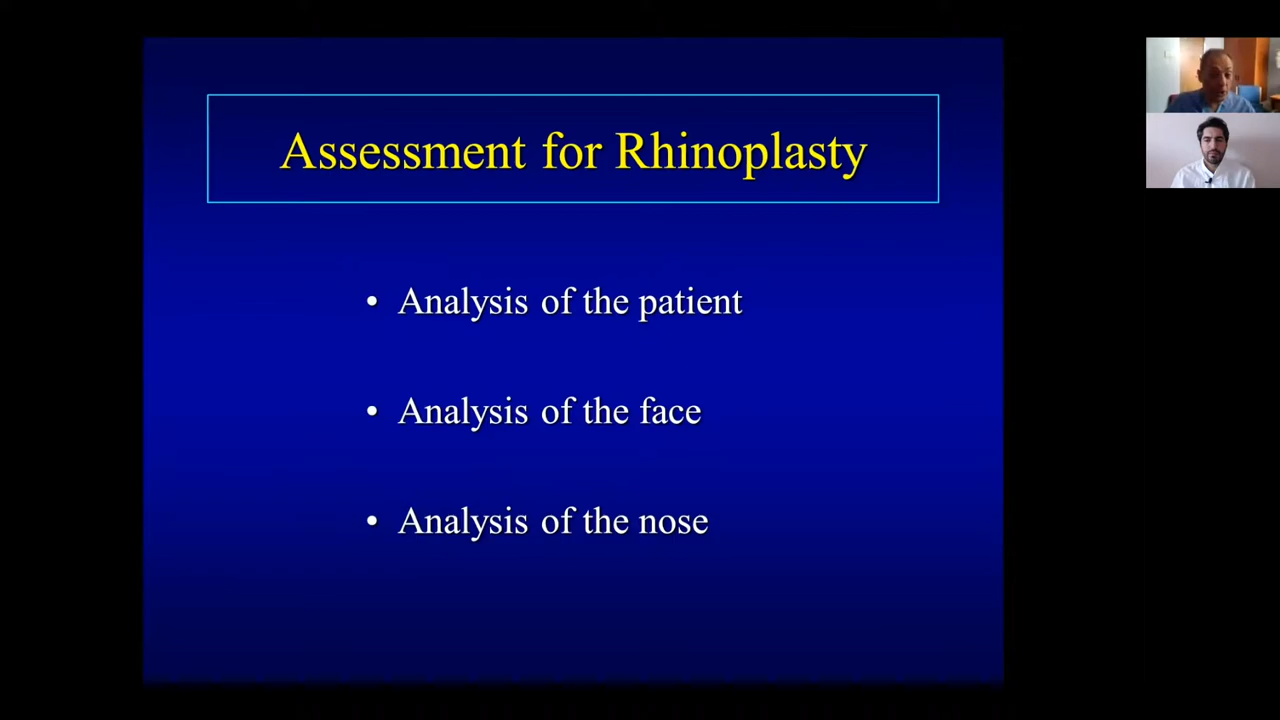 Assessment for Rhinoplasty
• Analysis of the patient
• Analysis of the face
• Analysis of the nose